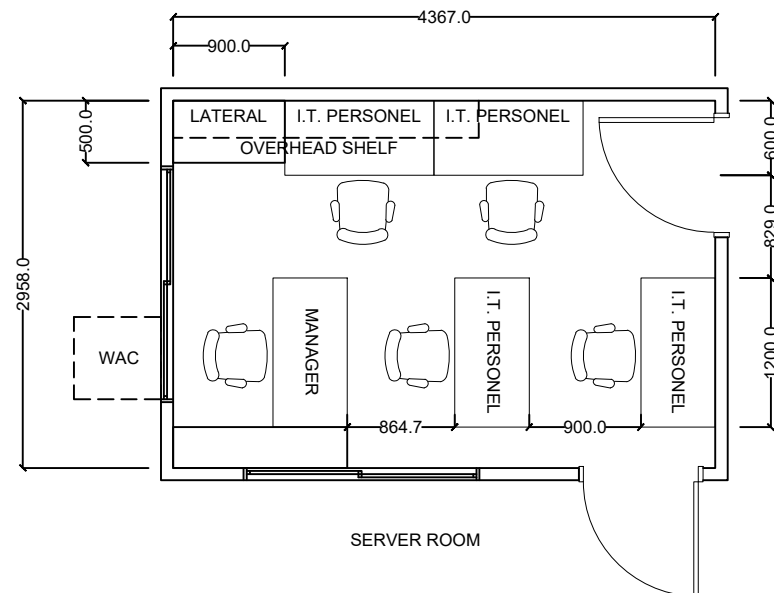 4367.0
900.0
LATERAL
I.T. PERSONEL
I.T. PERSONEL
OVERHEAD SHELF
500.0
600.0
829.0
2958.0
1200.0
WAC
MANAGER
I.T. PERSONEL
I.T. PERSONEL
864.7
900.0
SERVER ROOM